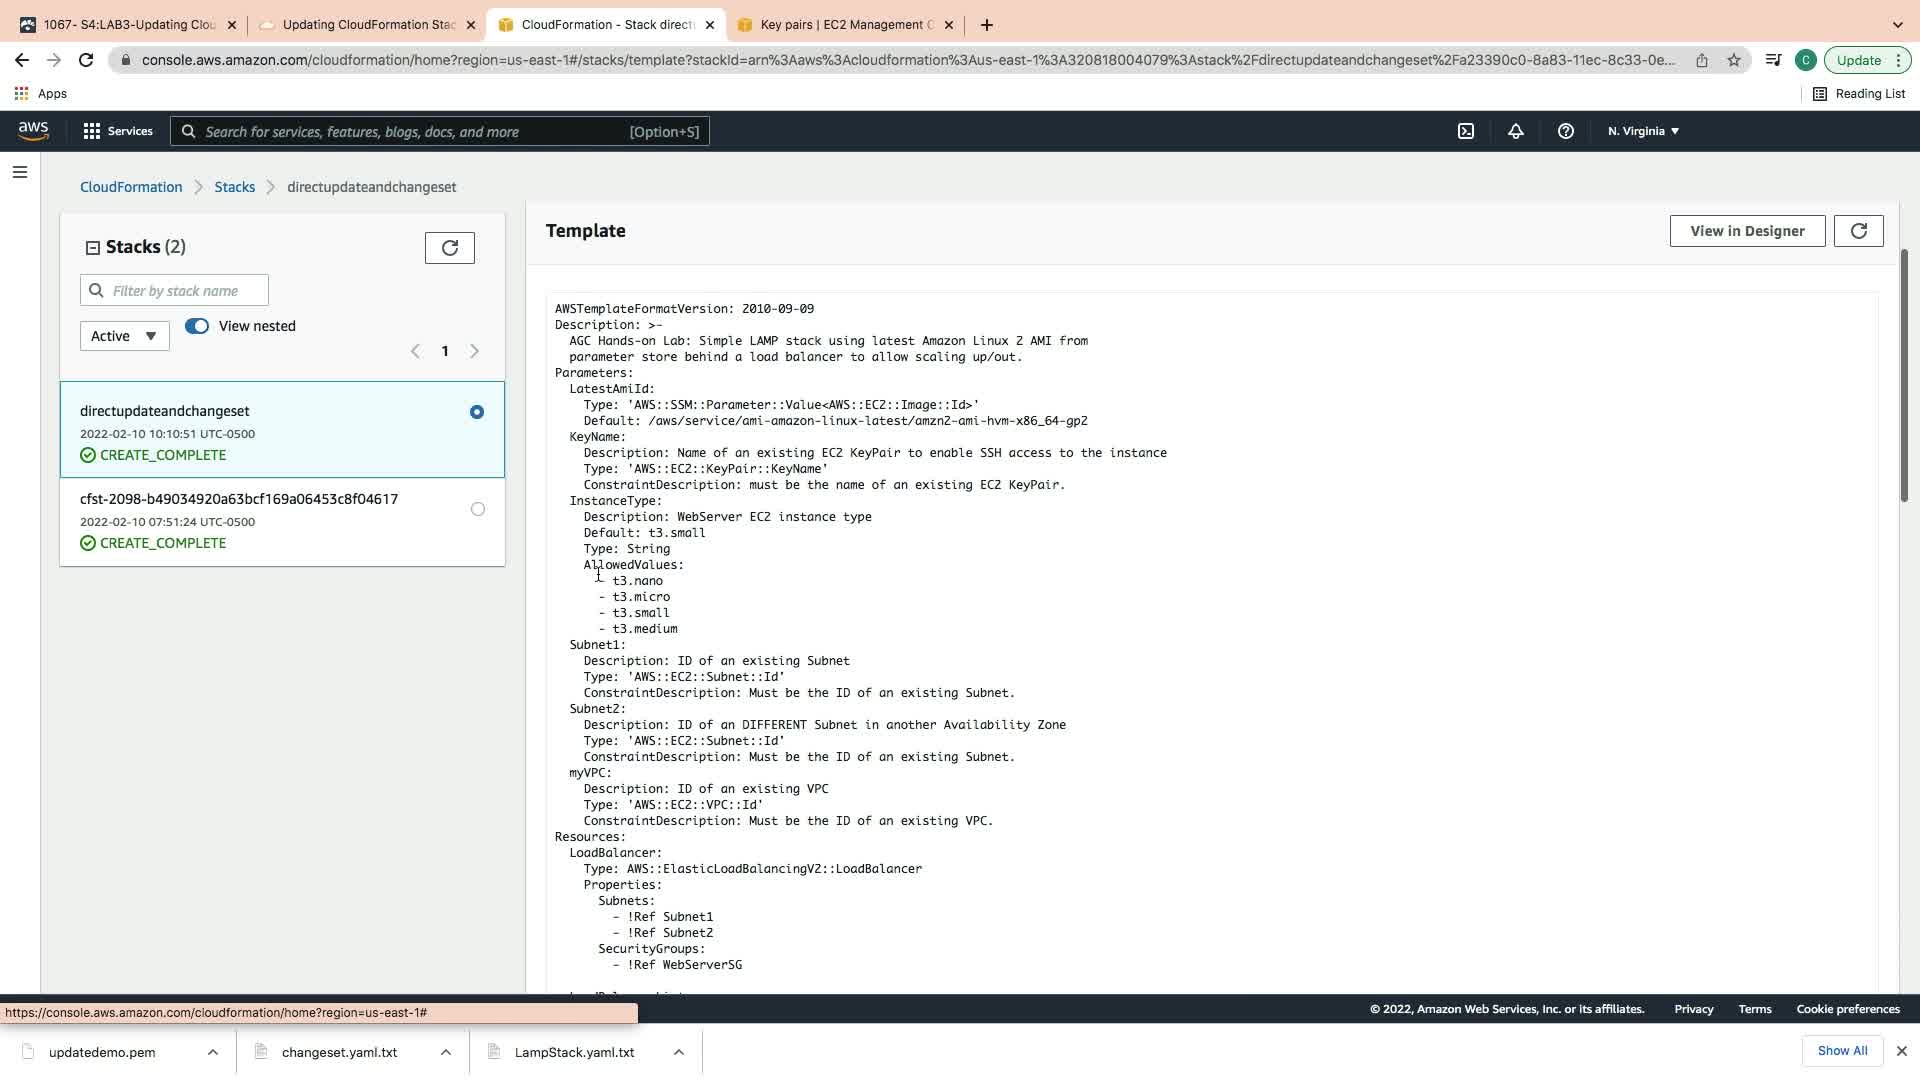 1067- S4:LAB3-Updating Clou
Updating CloudFormation Stac
CloudFormation - Stack direct
Key pairs | EC2 Management C
console.aws.amazon.com/cloudformation/home?region=us-east-1#/stacks/template?stackId=arn%3Aaws%3Acloudformation%3Aus-east-1%3A320818004079%3Astack%2Fdirectupdateandchangeset%2Fa23390c0-8a83-11ec-8c33-0e...
C
Update
Apps
Reading List
aws
Services
Search for services, features, blogs, docs, and more
[Option+S]
N. Virginia
CloudFormation
Stacks
directupdateandchangeset
Stacks (2)
Filter by stack name
Active
View nested
1
directupdateandchangeset
2022-02-10 10:10:51 UTC-0500
CREATE_COMPLETE
cfst-2098-b49034920a63bcf169a06453c8f04617
2022-02-10 07:51:24 UTC-0500
CREATE_COMPLETE
Template
View in Designer
AWSTemplateFormatVersion: 2010-09-09
Description: >-
AGC Hands-on Lab: Simple LAMP stack using latest Amazon Linux 2 AMI from
parameter store behind a load balancer to allow scaling up/out.
Parameters:
LatestAmiId:
Type: 'AWS::SSM::Parameter::Value<AWS::EC2::Image::Id>'
Default: /aws/service/ami-amazon-linux-latest/amzn2-ami-hvm-x86_64-gp2
KeyName:
Description: Name of an existing EC2 KeyPair to enable SSH access to the instance
Type: 'AWS::EC2::KeyPair::KeyName'
ConstraintDescription: must be the name of an existing EC2 KeyPair.
InstanceType:
Description: WebServer EC2 instance type
Default: t3.small
Type: String
AllowedValues:
- t3.nano
- t3.micro
- t3.small
- t3.medium
Subnet1:
Description: ID of an existing Subnet
Type: 'AWS::EC2::Subnet::Id'
ConstraintDescription: Must be the ID of an existing Subnet.
Subnet2:
Description: ID of an DIFFERENT Subnet in another Availability Zone
Type: 'AWS::EC2::Subnet::Id'
ConstraintDescription: Must be the ID of an existing Subnet.
myVPC:
Description: ID of an existing VPC
Type: 'AWS::EC2::VPC::Id'
ConstraintDescription: Must be the ID of an existing VPC.
Resources:
LoadBalancer:
Type: AWS::ElasticLoadBalancingV2::LoadBalancer
Properties:
Subnets:
- !Ref Subnet1
- !Ref Subnet2
SecurityGroups:
- !Ref WebServerSG
© 2022, Amazon Web Services, Inc. or its affiliates.
Privacy
Terms
Cookie preferences
https://console.aws.amazon.com/cloudformation/home?region=us-east-1#
updatedemo.pem
changeset.yaml.txt
LampStack.yaml.txt
Show All